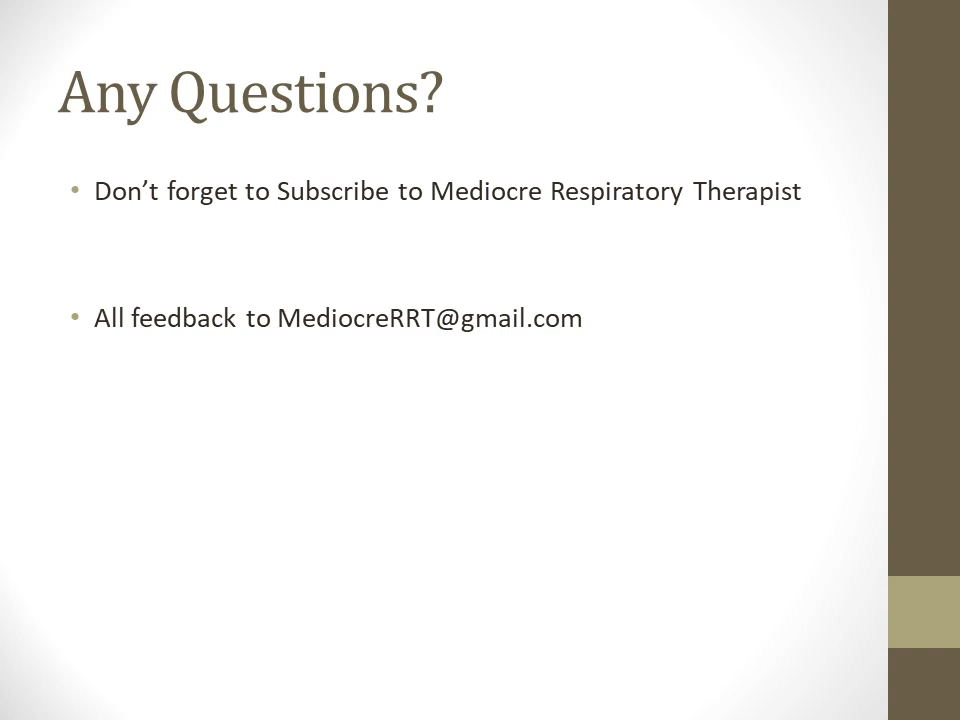 Any Questions?
• Don’t forget to Subscribe to Mediocre Respiratory Therapist
• All feedback to MediocreRRT@gmail.com